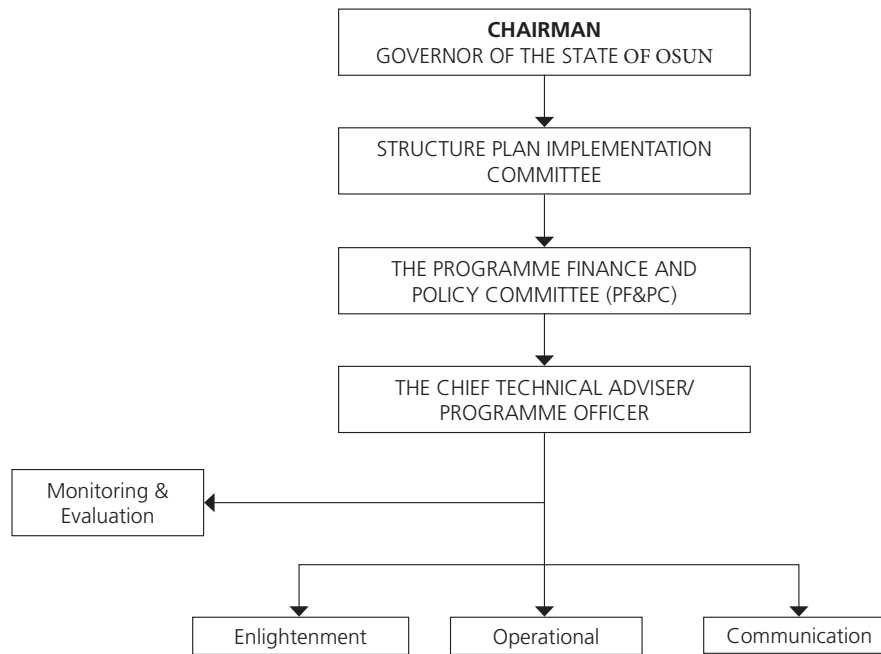 CHAIRMAN
GOVERNOR OF THE STATE OF OSUN
STRUCTURE PLAN IMPLEMENTATION
COMMITTEE
THE PROGRAMME FINANCE AND
POLICY COMMITTEE (PF&PC)
THE CHIEF TECHNICAL ADVISER/
PROGRAMME OFFICER
Monitoring &
Evaluation
Enlightenment
Operational
Communication